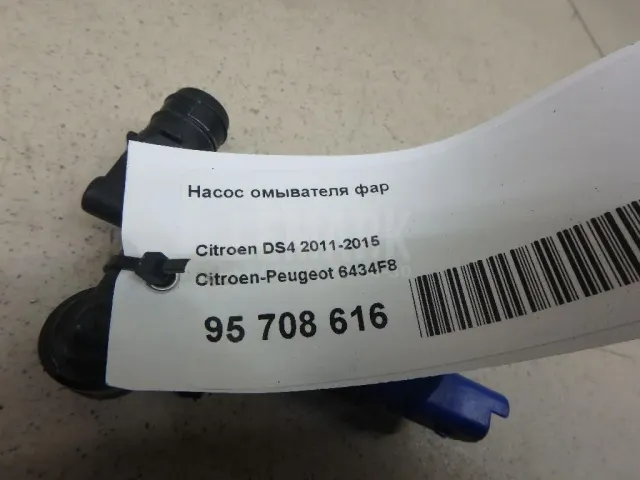 Насос омывателя фар
Citroen DS4 2011-2015
Citroen-Peugeot 6434F8
95 708 616